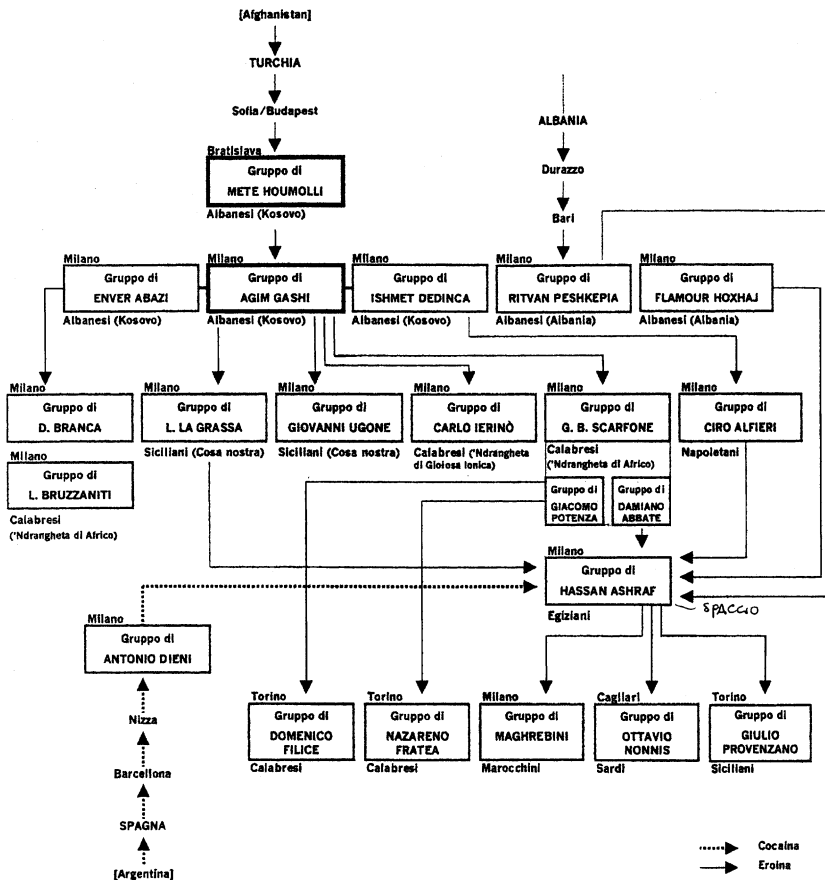 [Afghanistan]
TURCHIA
Sofia/Budapest
Bratislava
Gruppo di
METE HOUMOLLI
Albanesi (Kosovo)
ALBANIA
Durazzo
Bari
Milano
Gruppo di
ENVER ABAZI
Albanesi (Kosovo)
Milano
Gruppo di
AGIM GASHI
Albanesi (Kosovo)
Milano
Gruppo di
ISHMET DEDINCA
Albanesi (Kosovo)
Milano
Gruppo di
RITVAN PESHKEPIA
Albanesi (Albania)
Milano
Gruppo di
FLAMOUR HOXHAJ
Albanesi (Albania)
Milano
Gruppo di
D. BRANCA
Milano
Gruppo di
L. BRUZZANITI
Calabresi
('Ndrangheta di Africo)
Milano
Gruppo di
L. LA GRASSA
Siciliani (Cosa nostra)
Milano
Gruppo di
GIOVANNI UGONE
Siciliani (Cosa nostra)
Milano
Gruppo di
CARLO IERINÒ
Calabresi ('Ndrangheta
di Gioiosa Ionica)
Milano
Gruppo di
G. B. SCARFONE
Calabresi
('Ndrangheta di Africo)
Gruppo di
GIACOMO
POTENZA
Gruppo di
DAMIANO
ABBATE
Milano
Gruppo di
CIRO ALFIERI
Napoletani
Milano
Gruppo di
HASSAN ASHRAF
Egiziani
SPACCIO
Milano
Gruppo di
ANTONIO DIENI
Nizza
Barcellona
SPAGNA
[Argentina]
Torino
Gruppo di
DOMENICO
FILICE
Calabresi
Torino
Gruppo di
NAZARENO
FRATEA
Calabresi
Milano
Gruppo di
MAGHREBINI
Marocchini
Cagliari
Gruppo di
OTTAVIO
NONNIS
Sardi
Torino
Gruppo di
GIULIO
PROVENZANO
Siciliani
Cocaina
Eroina